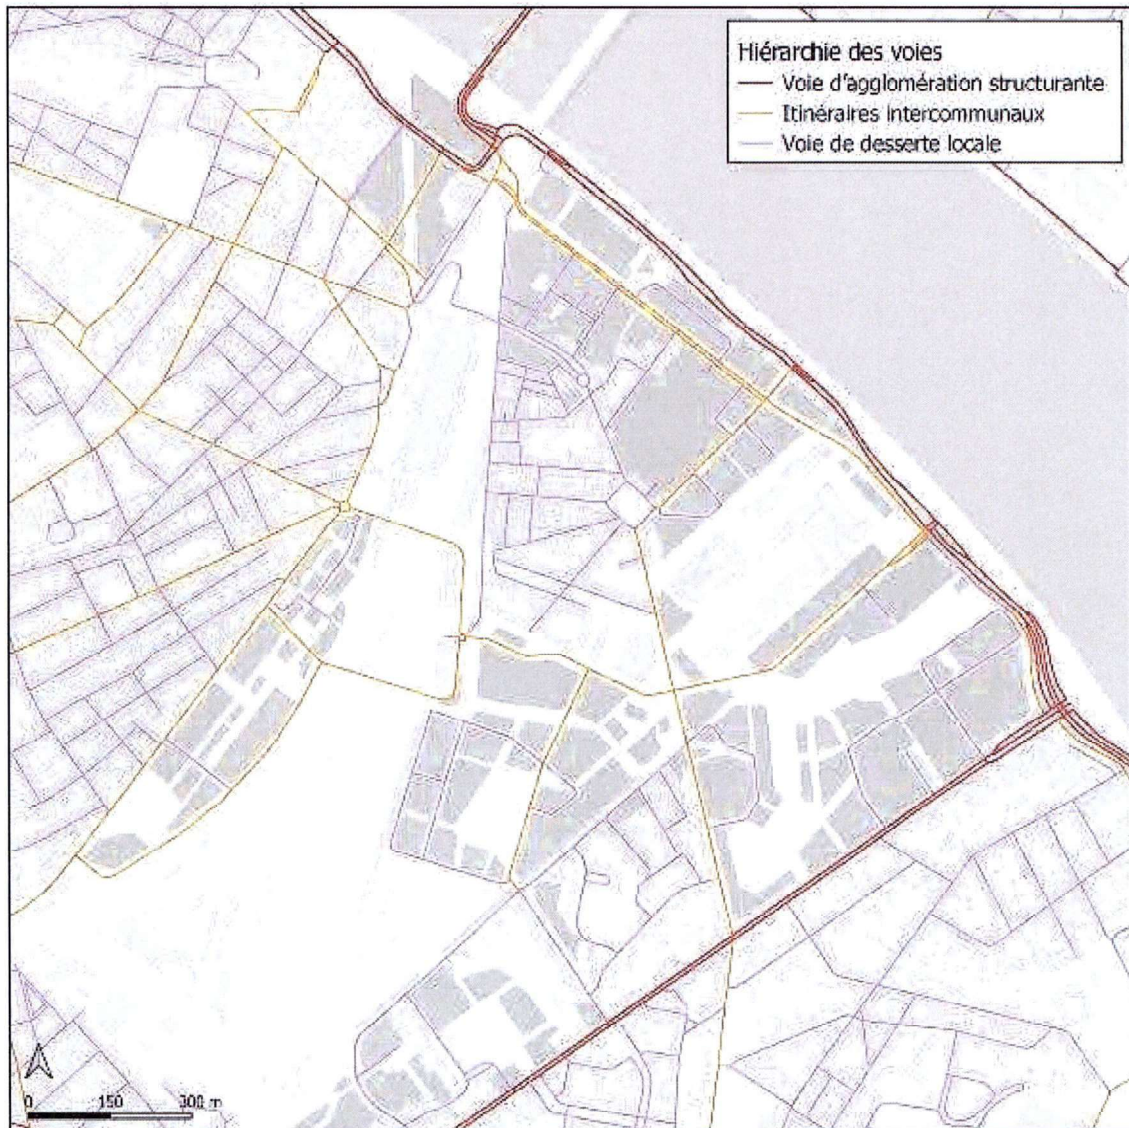 Hiérarchie des voies
Voie d'agglomération structurante
Itinéraires intercommunaux
Voie de desserte locale
0 150 300 m